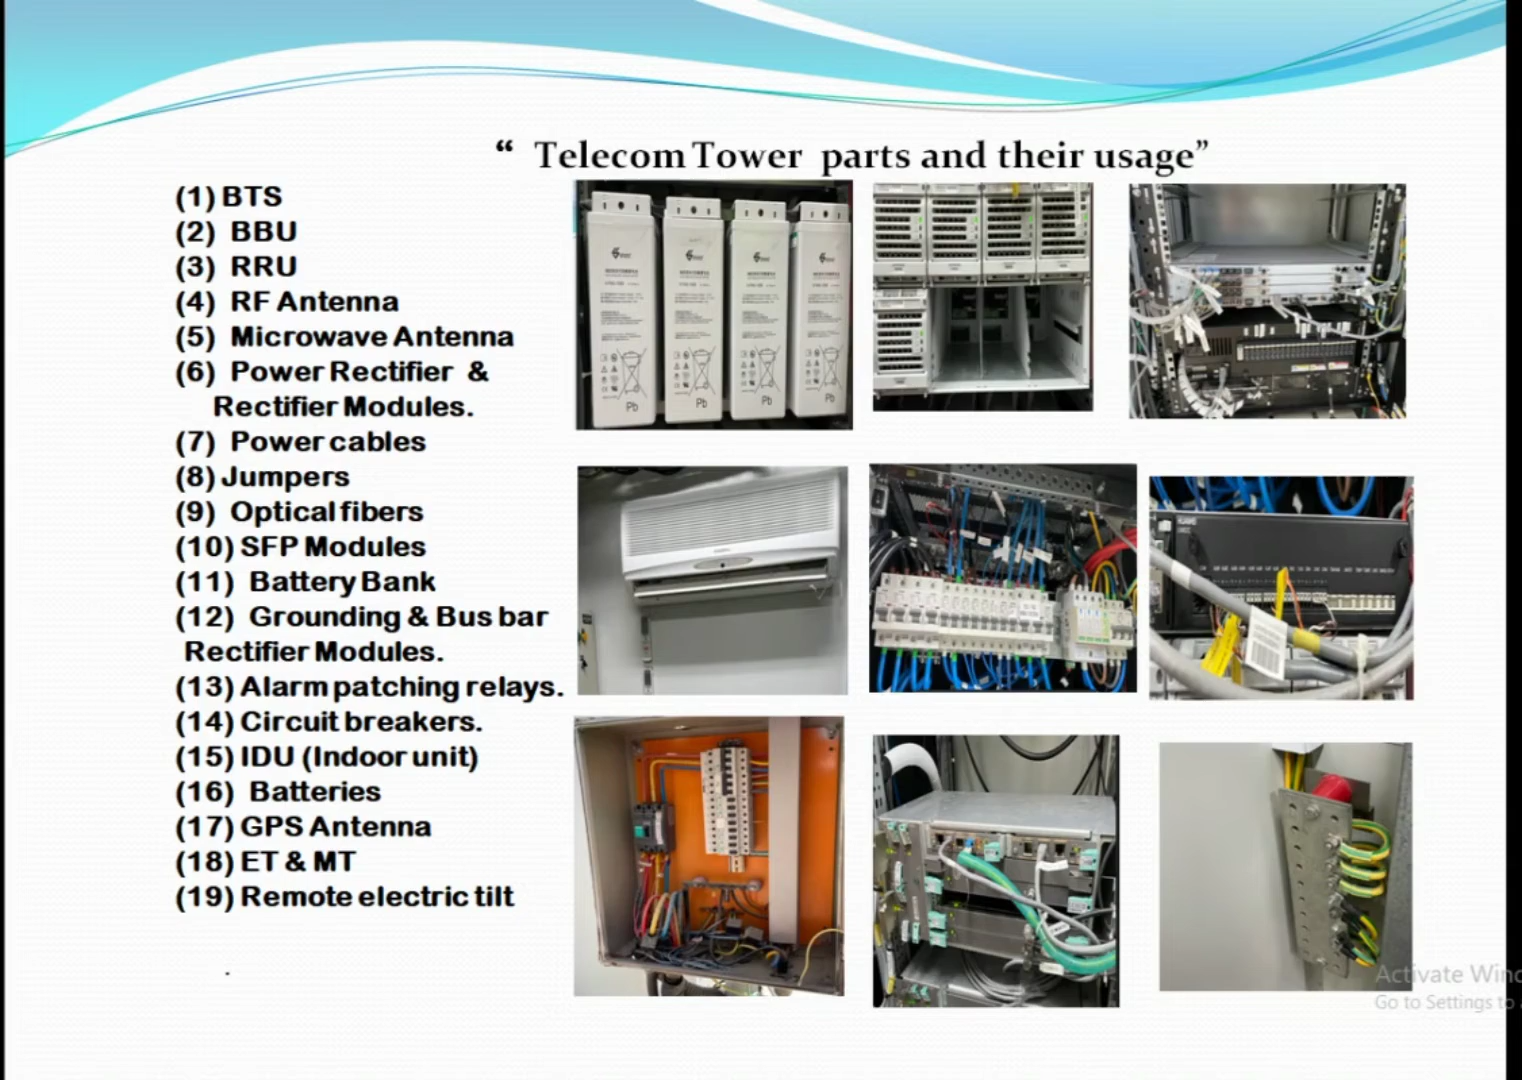 “ Telecom Tower parts and their usage”
(1) BTS
(2) BBU
(3) RRU
(4) RF Antenna
(5) Microwave Antenna
(6) Power Rectifier &
Rectifier Modules.
(7) Power cables
(8) Jumpers
(9) Optical fibers
(10) SFP Modules
(11) Battery Bank
(12) Grounding & Bus bar
Rectifier Modules.
(13) Alarm patching relays.
(14) Circuit breakers.
(15) IDU (Indoor unit)
(16) Batteries
(17) GPS Antenna
(18) ET & MT
(19) Remote electric tilt
.
Pb Pb Pb Pb
HUAWEI
Activate Wind
Go to Settings to